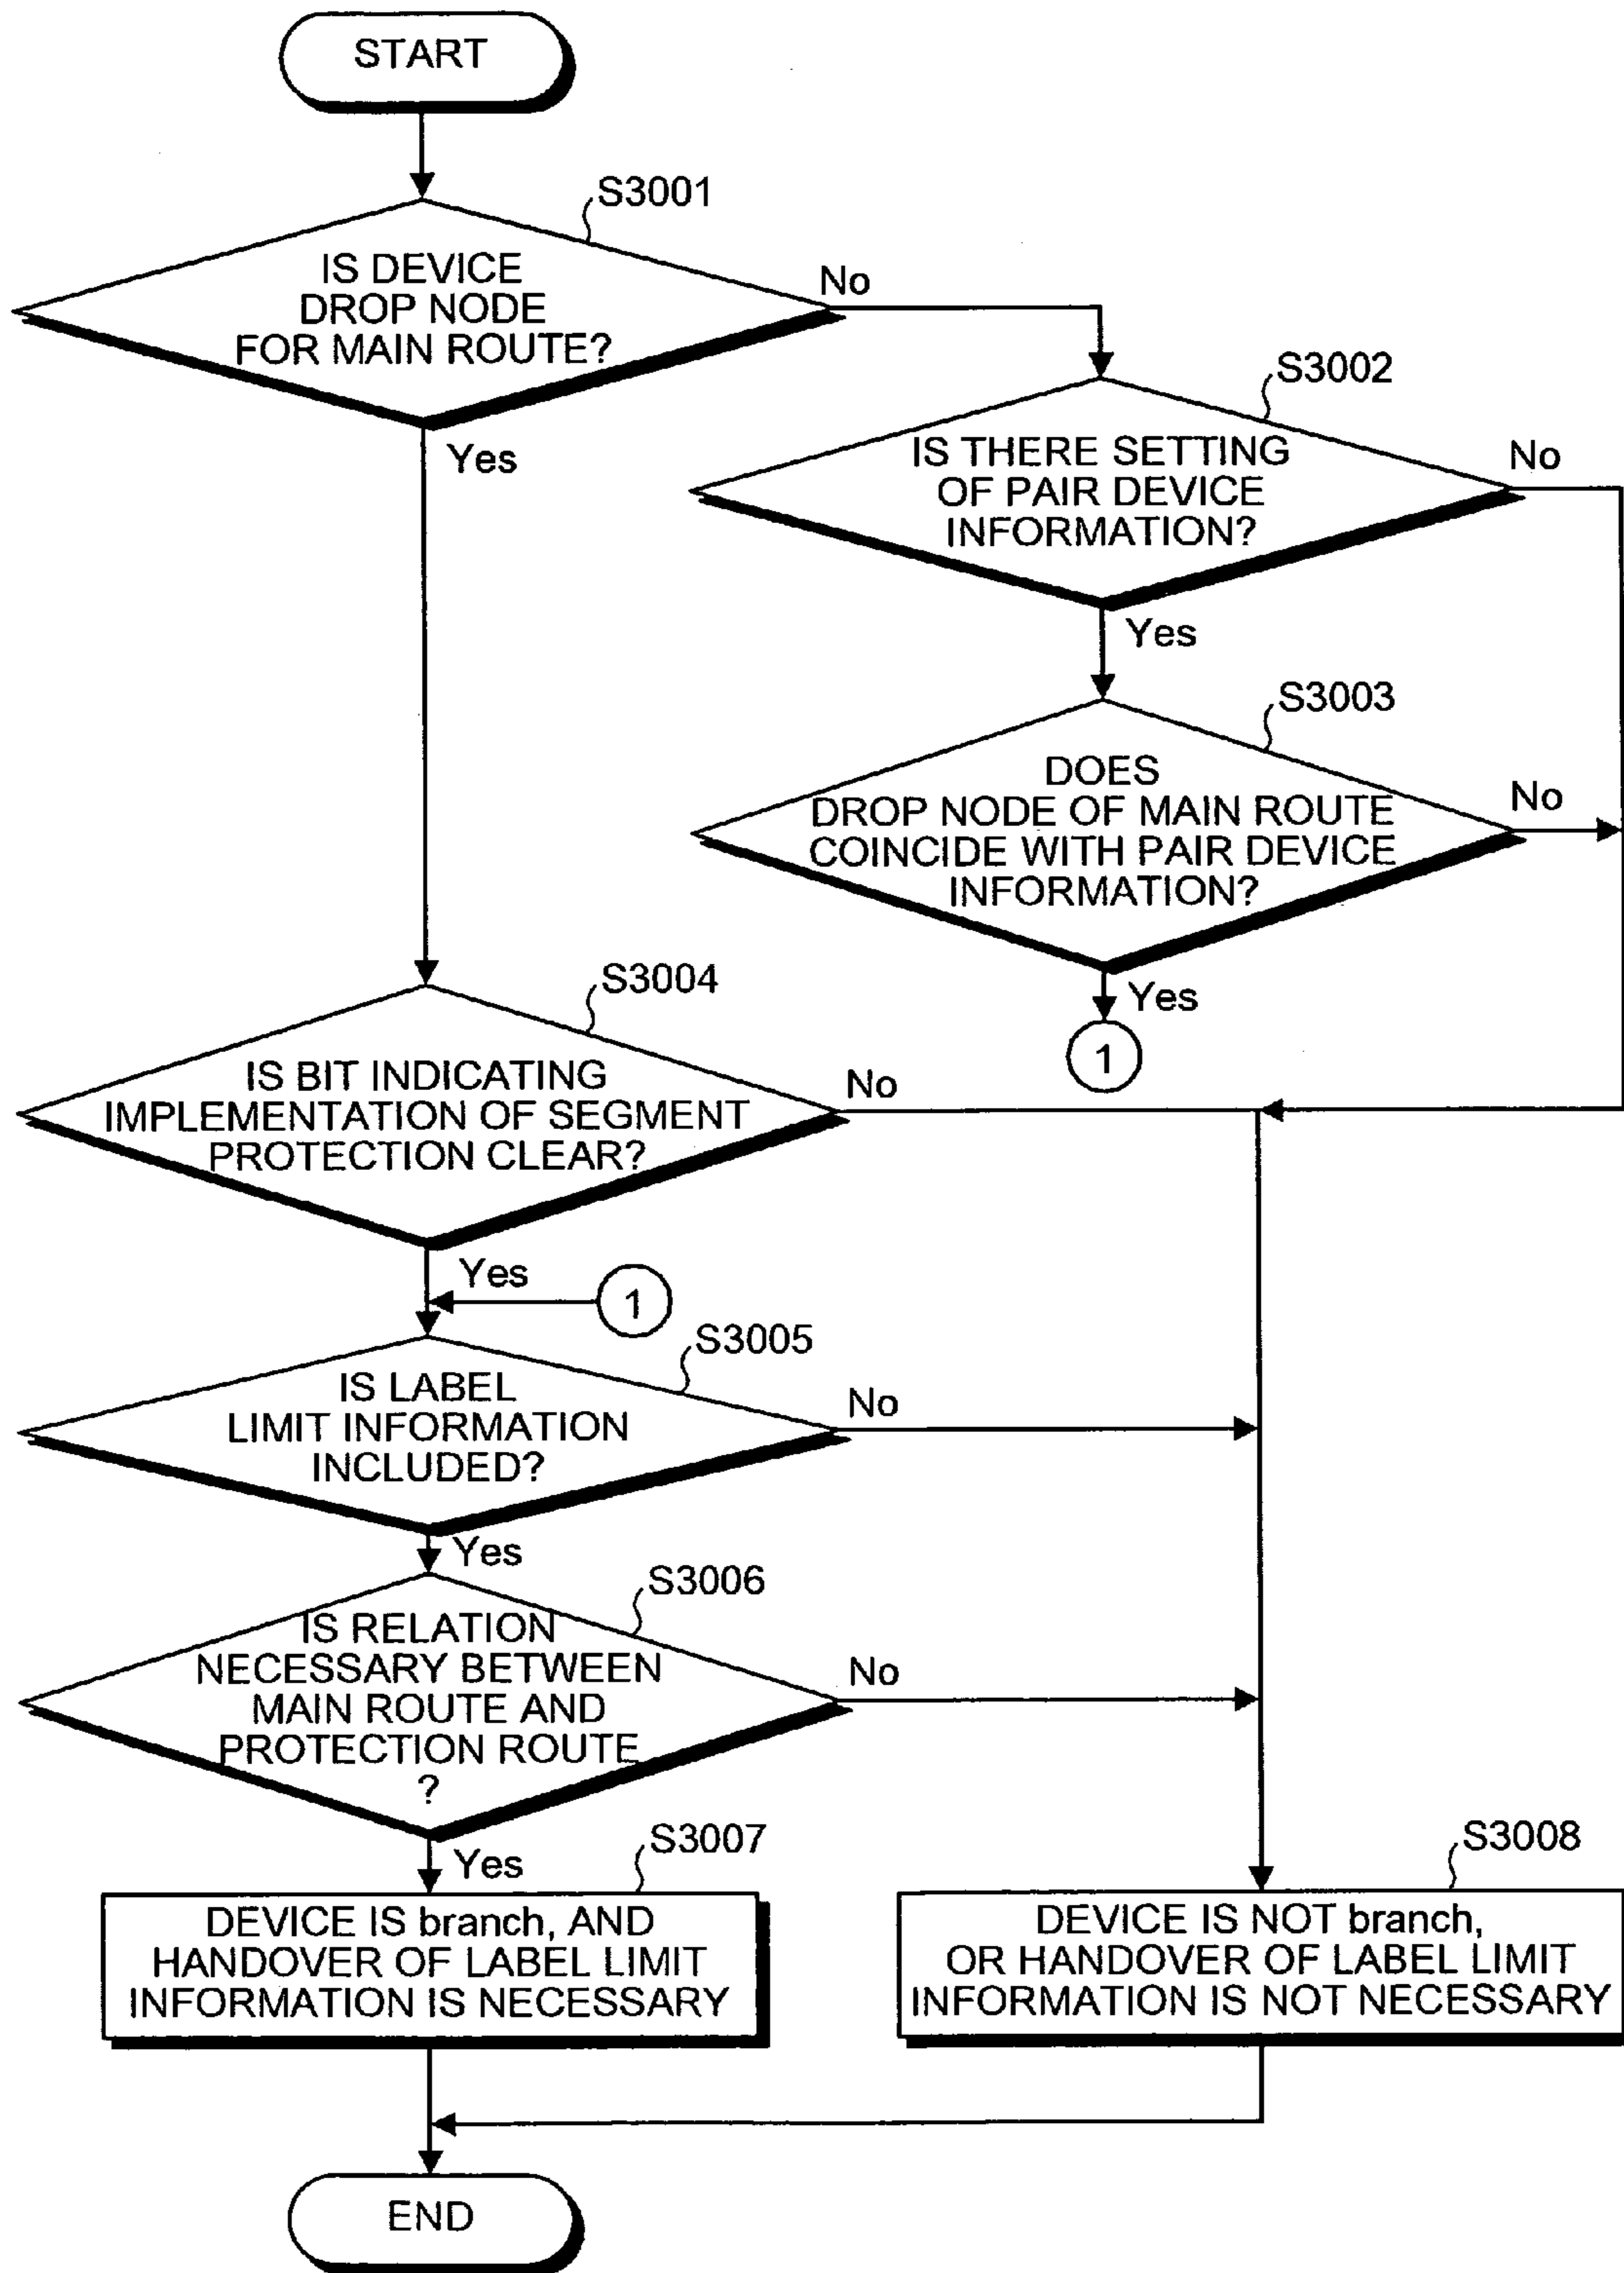 START
S3001
IS DEVICE
DROP NODE
FOR MAIN ROUTE?
No
Yes
S3002
IS THERE SETTING
OF PAIR DEVICE
INFORMATION?
No
Yes
S3003
DOES
DROP NODE OF MAIN ROUTE
COINCIDE WITH PAIR DEVICE
INFORMATION?
No
Yes
1
S3004
IS BIT INDICATING
IMPLEMENTATION OF SEGMENT
PROTECTION CLEAR?
No
Yes
1
S3005
IS LABEL
LIMIT INFORMATION
INCLUDED?
No
Yes
S3006
IS RELATION
NECESSARY BETWEEN
MAIN ROUTE AND
PROTECTION ROUTE
?
No
Yes
S3007
DEVICE IS branch, AND
HANDOVER OF LABEL LIMIT
INFORMATION IS NECESSARY
S3008
DEVICE IS NOT branch,
OR HANDOVER OF LABEL LIMIT
INFORMATION IS NOT NECESSARY
END